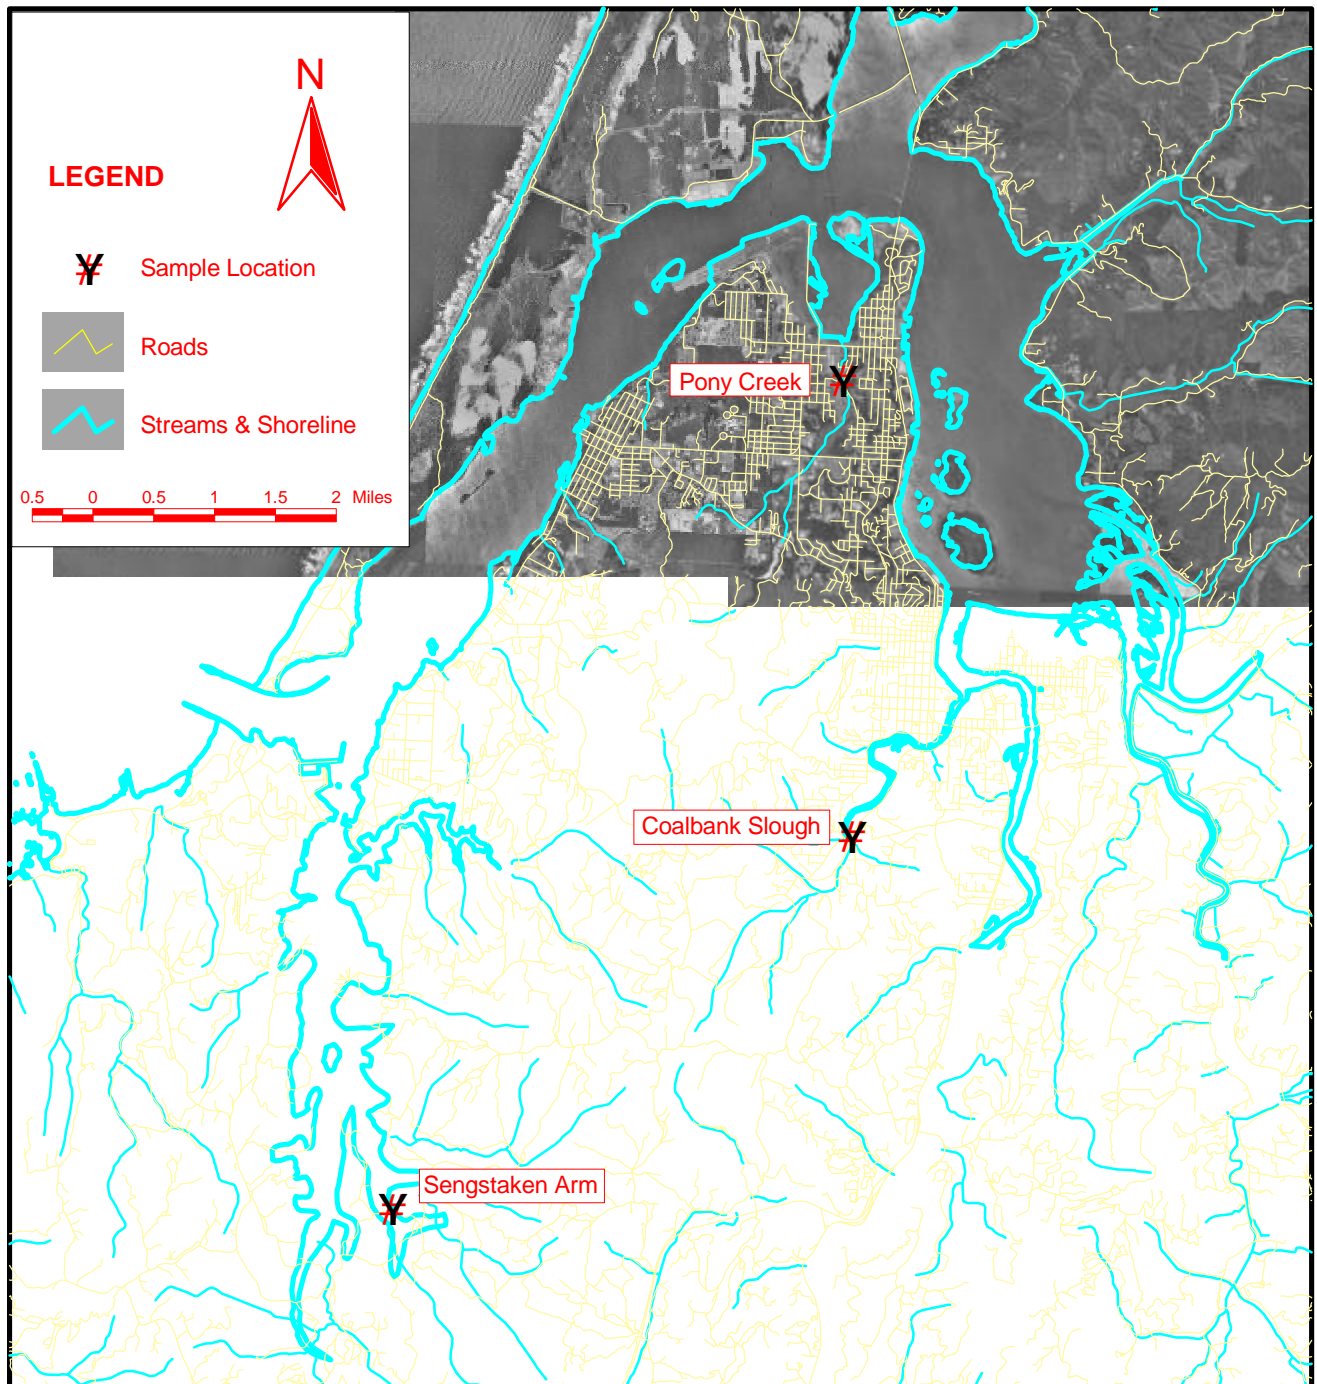 N
LEGEND
Sample Location
Roads
Streams & Shoreline
0.5 0 0.5 1 1.5 2 Miles
Pony Creek
Coalbank Slough
Sengstaken Arm